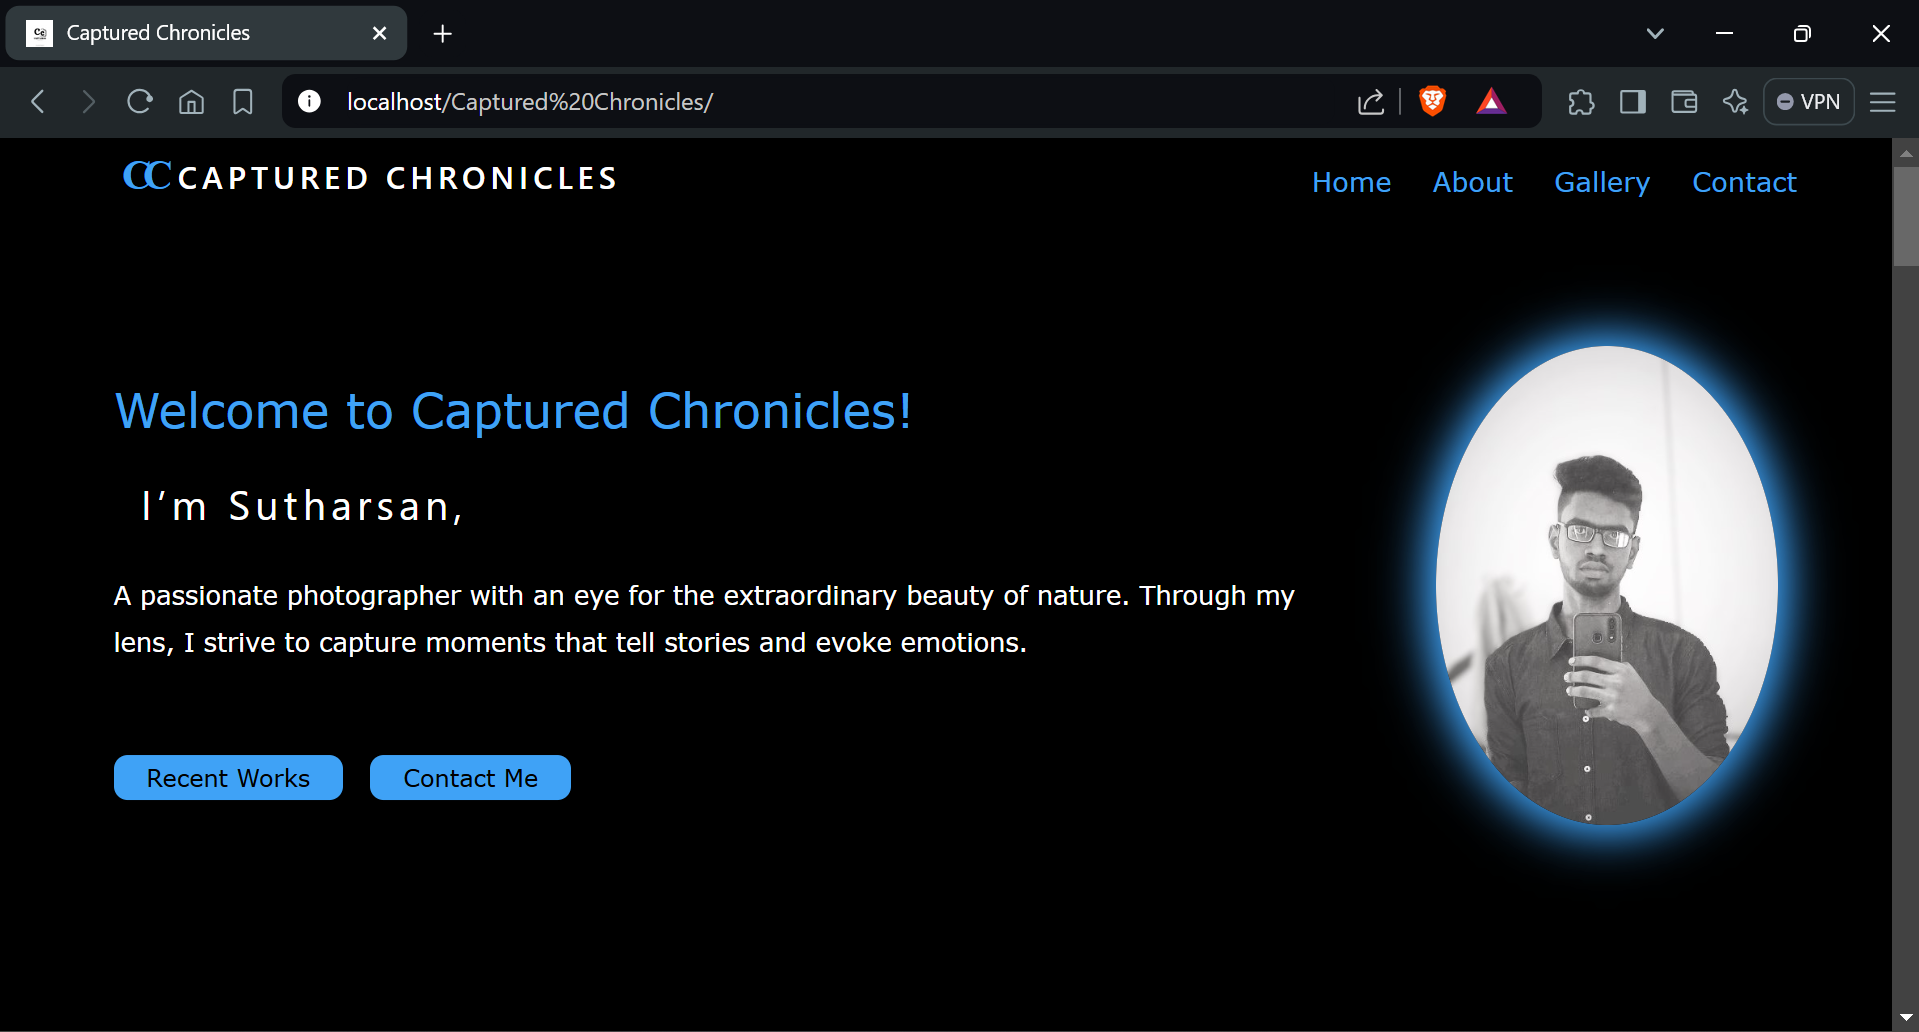 Captured Chronicles
localhost/Captured%20Chronicles/
VPN
CC CAPTURED CHRONICLES
Home About Gallery Contact
Welcome to Captured Chronicles!
I’m Sutharsan,
A passionate photographer with an eye for the extraordinary beauty of nature. Through my
lens, I strive to capture moments that tell stories and evoke emotions.
Recent Works Contact Me